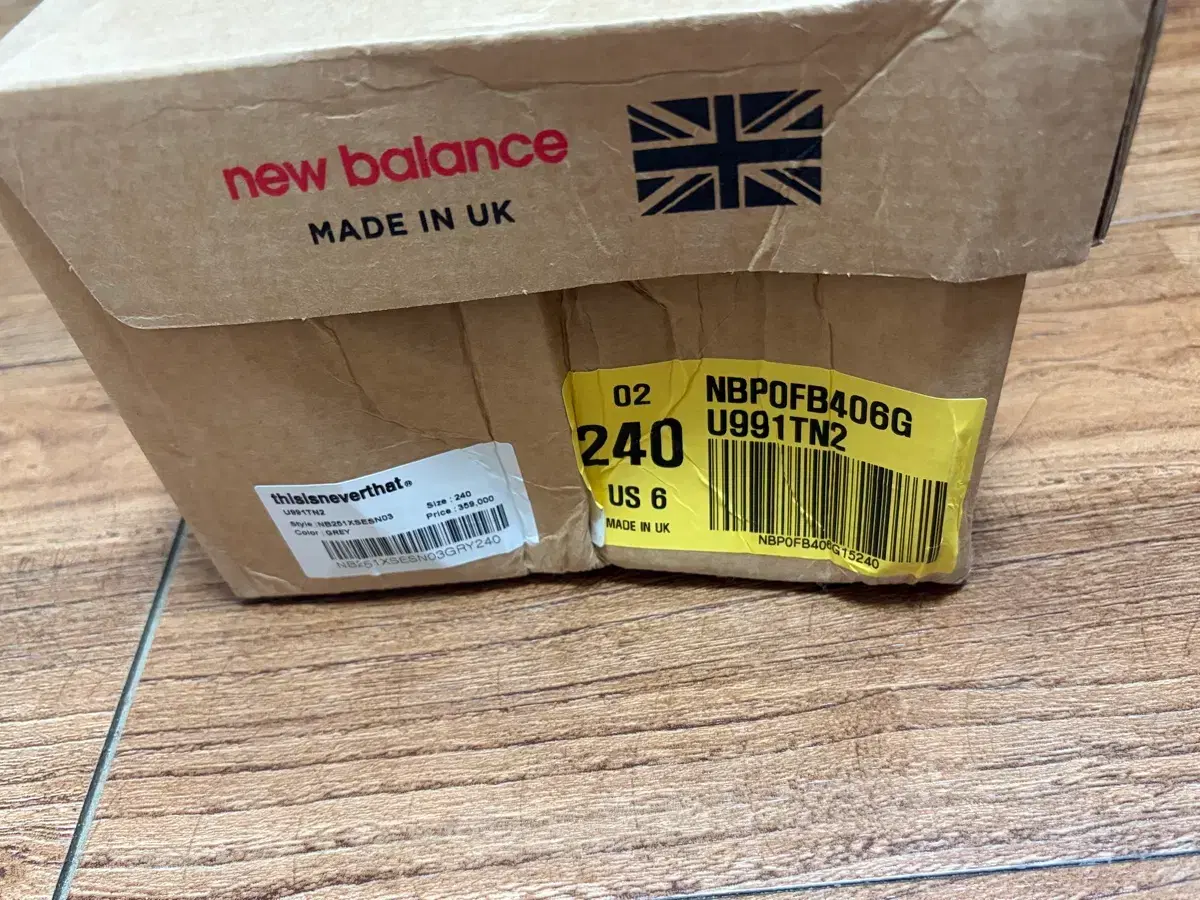 new balance
MADE IN UK
thisisneverthat®
U991TN2
Style : NB251XSESN03
Color : GREY
Size : 240
Price : 359,000
NB251XSESN03GRY240
02
240
US 6
MADE IN UK
NBP0FB406G
U991TN2
NBP0FB406G15240